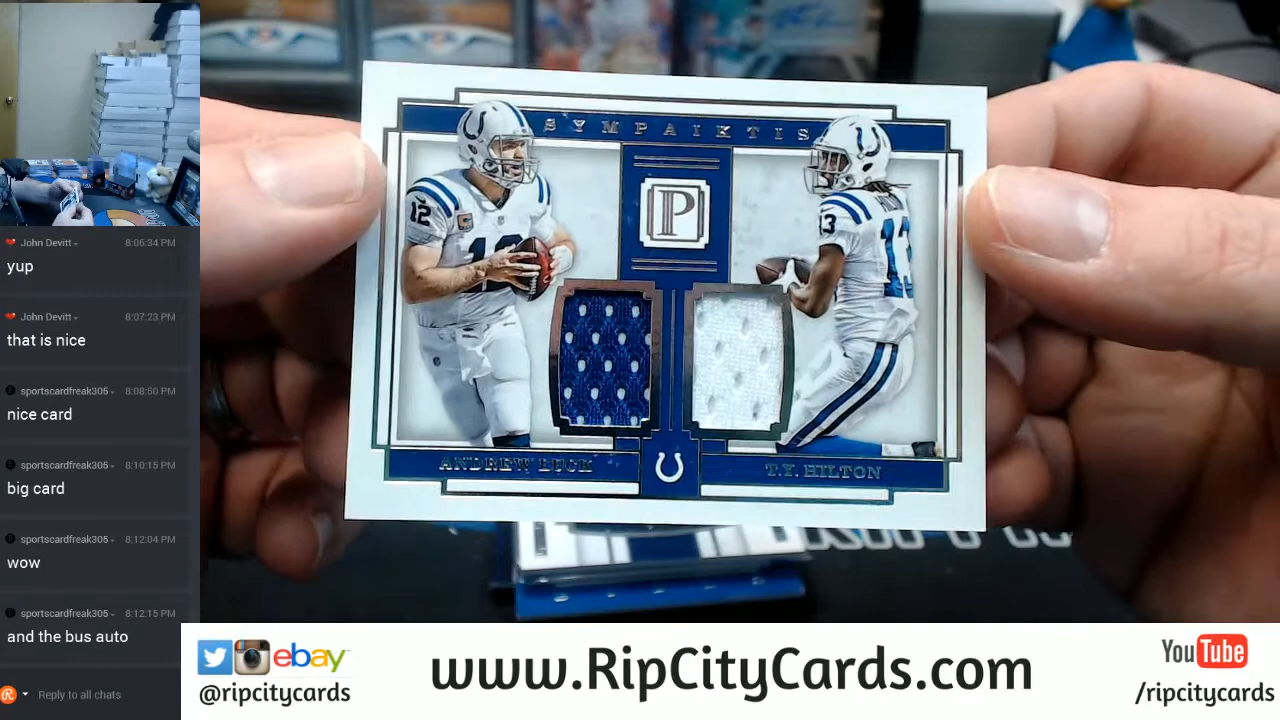 John Devitt 8:06:34 PM
yup
John Devitt 8:07:23 PM
that is nice
sportscardfreak305 8:08:50 PM
nice card
sportscardfreak305 8:10:15 PM
big card
sportscardfreak305 8:12:04 PM
wow
sportscardfreak305 8:12:15 PM
and the bus auto
Reply to all chats
SYMPAIKTIS
P
12
12
13
13
ANDREW LUCK
T.Y. HILTON
ebay
@ripcitycards
www.RipCityCards.com
YouTube
/ripcitycards